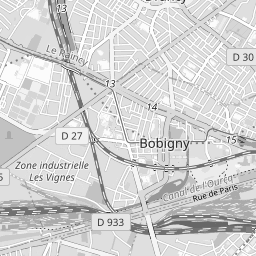 13
Le Raincy
D 30
13
14
D 27
Bobigny
15
Zone industrielle
Les Vignes
Canal de l'Ourcq
Rue de Paris
D 933